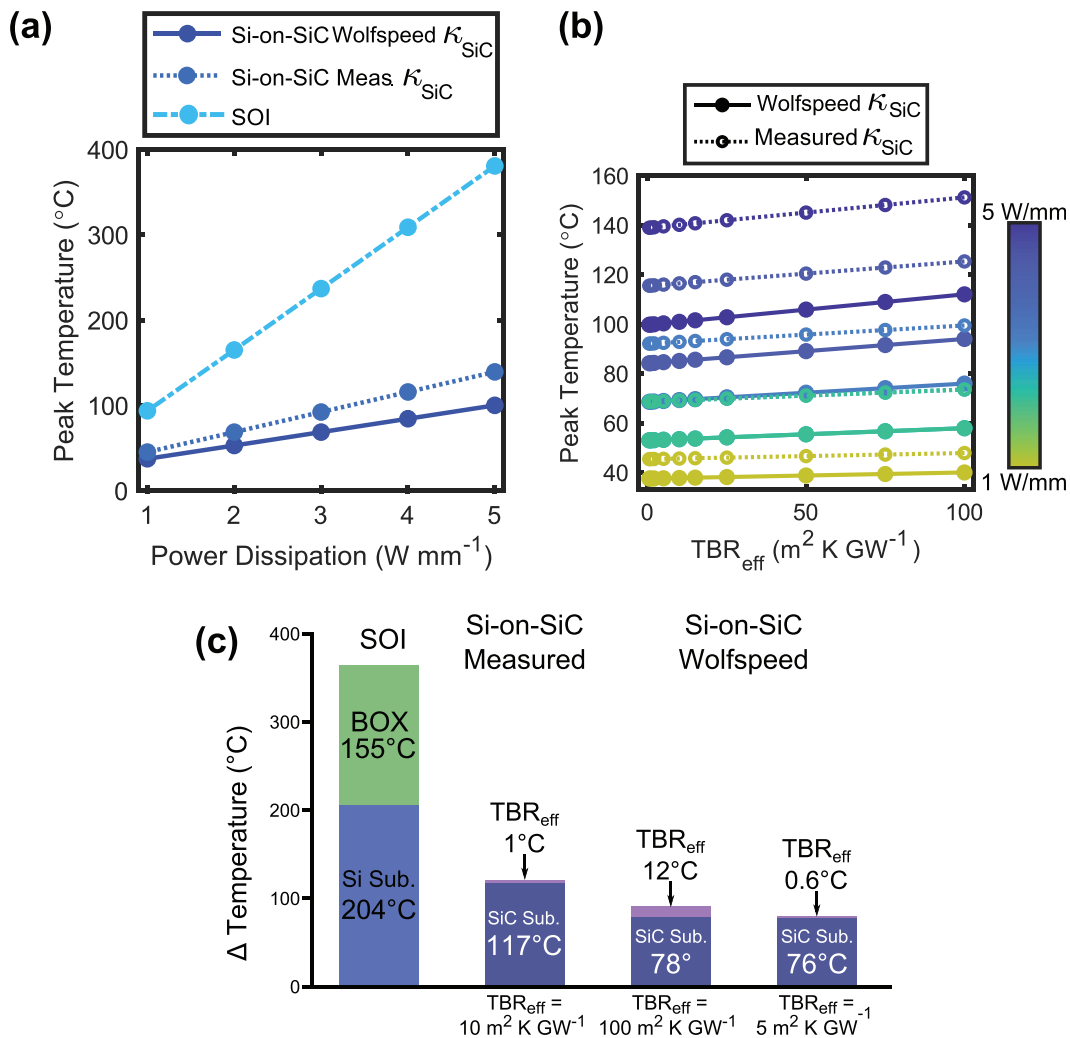 (a)
Si-on-SiC Wolfspeed κSiC
Si-on-SiC Meas. κSiC
SOI
400
300
200
100
0
Peak Temperature (°C)
1 2 3 4 5
Power Dissipation (W mm-1)
(b)
Wolfspeed κSiC
Measured κSiC
160
140
120
100
80
60
40
Peak Temperature (°C)
0 50 100
TBReff (m2 K GW-1)
5 W/mm
1 W/mm
(c)
SOI
Si-on-SiC
Measured
Si-on-SiC
Wolfspeed
400
300
200
100
0
Δ Temperature (°C)
BOX
155°C
Si Sub.
204°C
TBReff
1°C
SiC Sub.
117°C
TBReff =
10 m2 K GW-1
TBReff
12°C
SiC Sub.
78°
TBReff =
100 m2 K GW-1
TBReff
0.6°C
SiC Sub.
76°C
TBReff =
5 m2 K GW-1